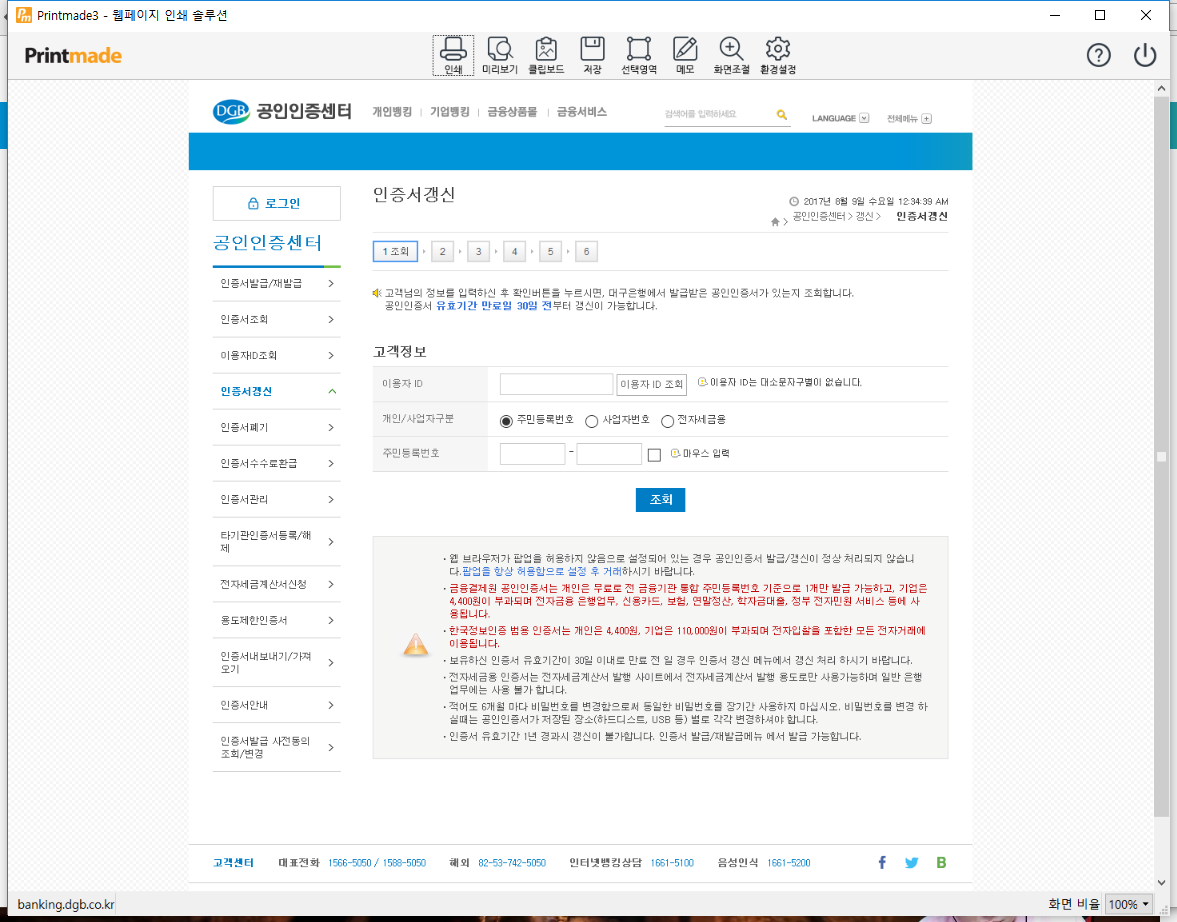 Printmade3 - 웹페이지 인쇄 솔루션
Printmade
인쇄 미리보기 클립보드 저장 선택영역 메모 화면조절 환경설정
DGB 공인인증센터 개인뱅킹 기업뱅킹 금융상품몰 금융서비스 검색어를 입력하세요 LANGUAGE 전체메뉴
로그인
공인인증센터
인증서발급/재발급
인증서조회
이용자ID조회
인증서갱신
인증서폐기
인증서수수료환급
인증서관리
타기관인증서등록/해
제
전자세금계산서신청
용도제한인증서
인증서내보내기/가져
오기
인증서안내
인증서발급 사전동의
조회/변경
인증서갱신
2017년 8월 9일 수요일 12:34:39 AM
> 공인인증센터 > 갱신 > 인증서갱신
1 조회 2 3 4 5 6
고객님의 정보를 입력하신 후 확인버튼을 누르시면, 대구은행에서 발급받은 공인인증서가 있는지 조회합니다.
공인인증서 유효기간 만료일 30일 전부터 갱신이 가능합니다.
고객정보
이용자 ID 이용자 ID 조회 이용자 ID는 대소문자구별이 없습니다.
개인/사업자구분 주민등록번호 사업자번호 전자세금용
주민등록번호 - 마우스 입력
조회
· 웹 브라우저가 팝업을 허용하지 않음으로 설정되어 있는 경우 공인인증서 발급/갱신이 정상 처리되지 않습니
다.팝업을 항상 허용함으로 설정 후 거래하시기 바랍니다.
· 금융결제원 공인인증서는 개인은 무료로 전 금융기관 통합 주민등록번호 기준으로 1개만 발급 가능하고, 기업은
4,400원이 부과되며 전자금융 은행업무, 신용카드, 보험, 연말정산, 학자금대출, 정부 전자민원 서비스 등에 사
용됩니다.
· 한국정보인증 범용 인증서는 개인은 4,400원, 기업은 110,000원이 부과되며 전자입찰을 포함한 모든 전자거래에
이용됩니다.
· 보유하신 인증서 유효기간이 30일 이내로 만료 전 일 경우 인증서 갱신 메뉴에서 갱신 처리 하시기 바랍니다.
· 전자세금용 인증서는 전자세금계산서 발행 사이트에서 전자세금계산서 발행 용도로만 사용가능하며 일반 은행
업무에는 사용 불가 합니다.
· 적어도 6개월 마다 비밀번호를 변경함으로써 동일한 비밀번호를 장기간 사용하지 마십시오. 비밀번호를 변경 하
실때는 공인인증서가 저장된 장소(하드디스트, USB 등) 별로 각각 변경하셔야 합니다.
· 인증서 유효기간 1년 경과시 갱신이 불가합니다. 인증서 발급/재발급메뉴 에서 발급 가능합니다.
고객센터 대표전화 1566-5050 / 1588-5050 해외 82-53-742-5050 인터넷뱅킹상담 1661-5100 음성인식 1661-5200
banking.dgb.co.kr 화면 비율 100%